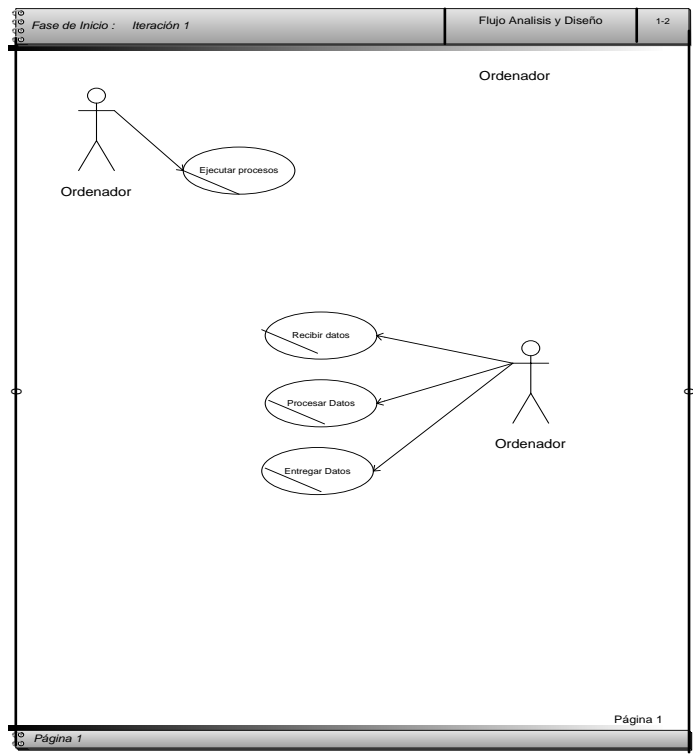 Fase de Inicio : Iteración 1
Flujo Analisis y Diseño
1-2
Ordenador
Ejecutar procesos
Ordenador
Recibir datos
Procesar Datos
Ordenador
Entregar Datos
Página 1
Página 1